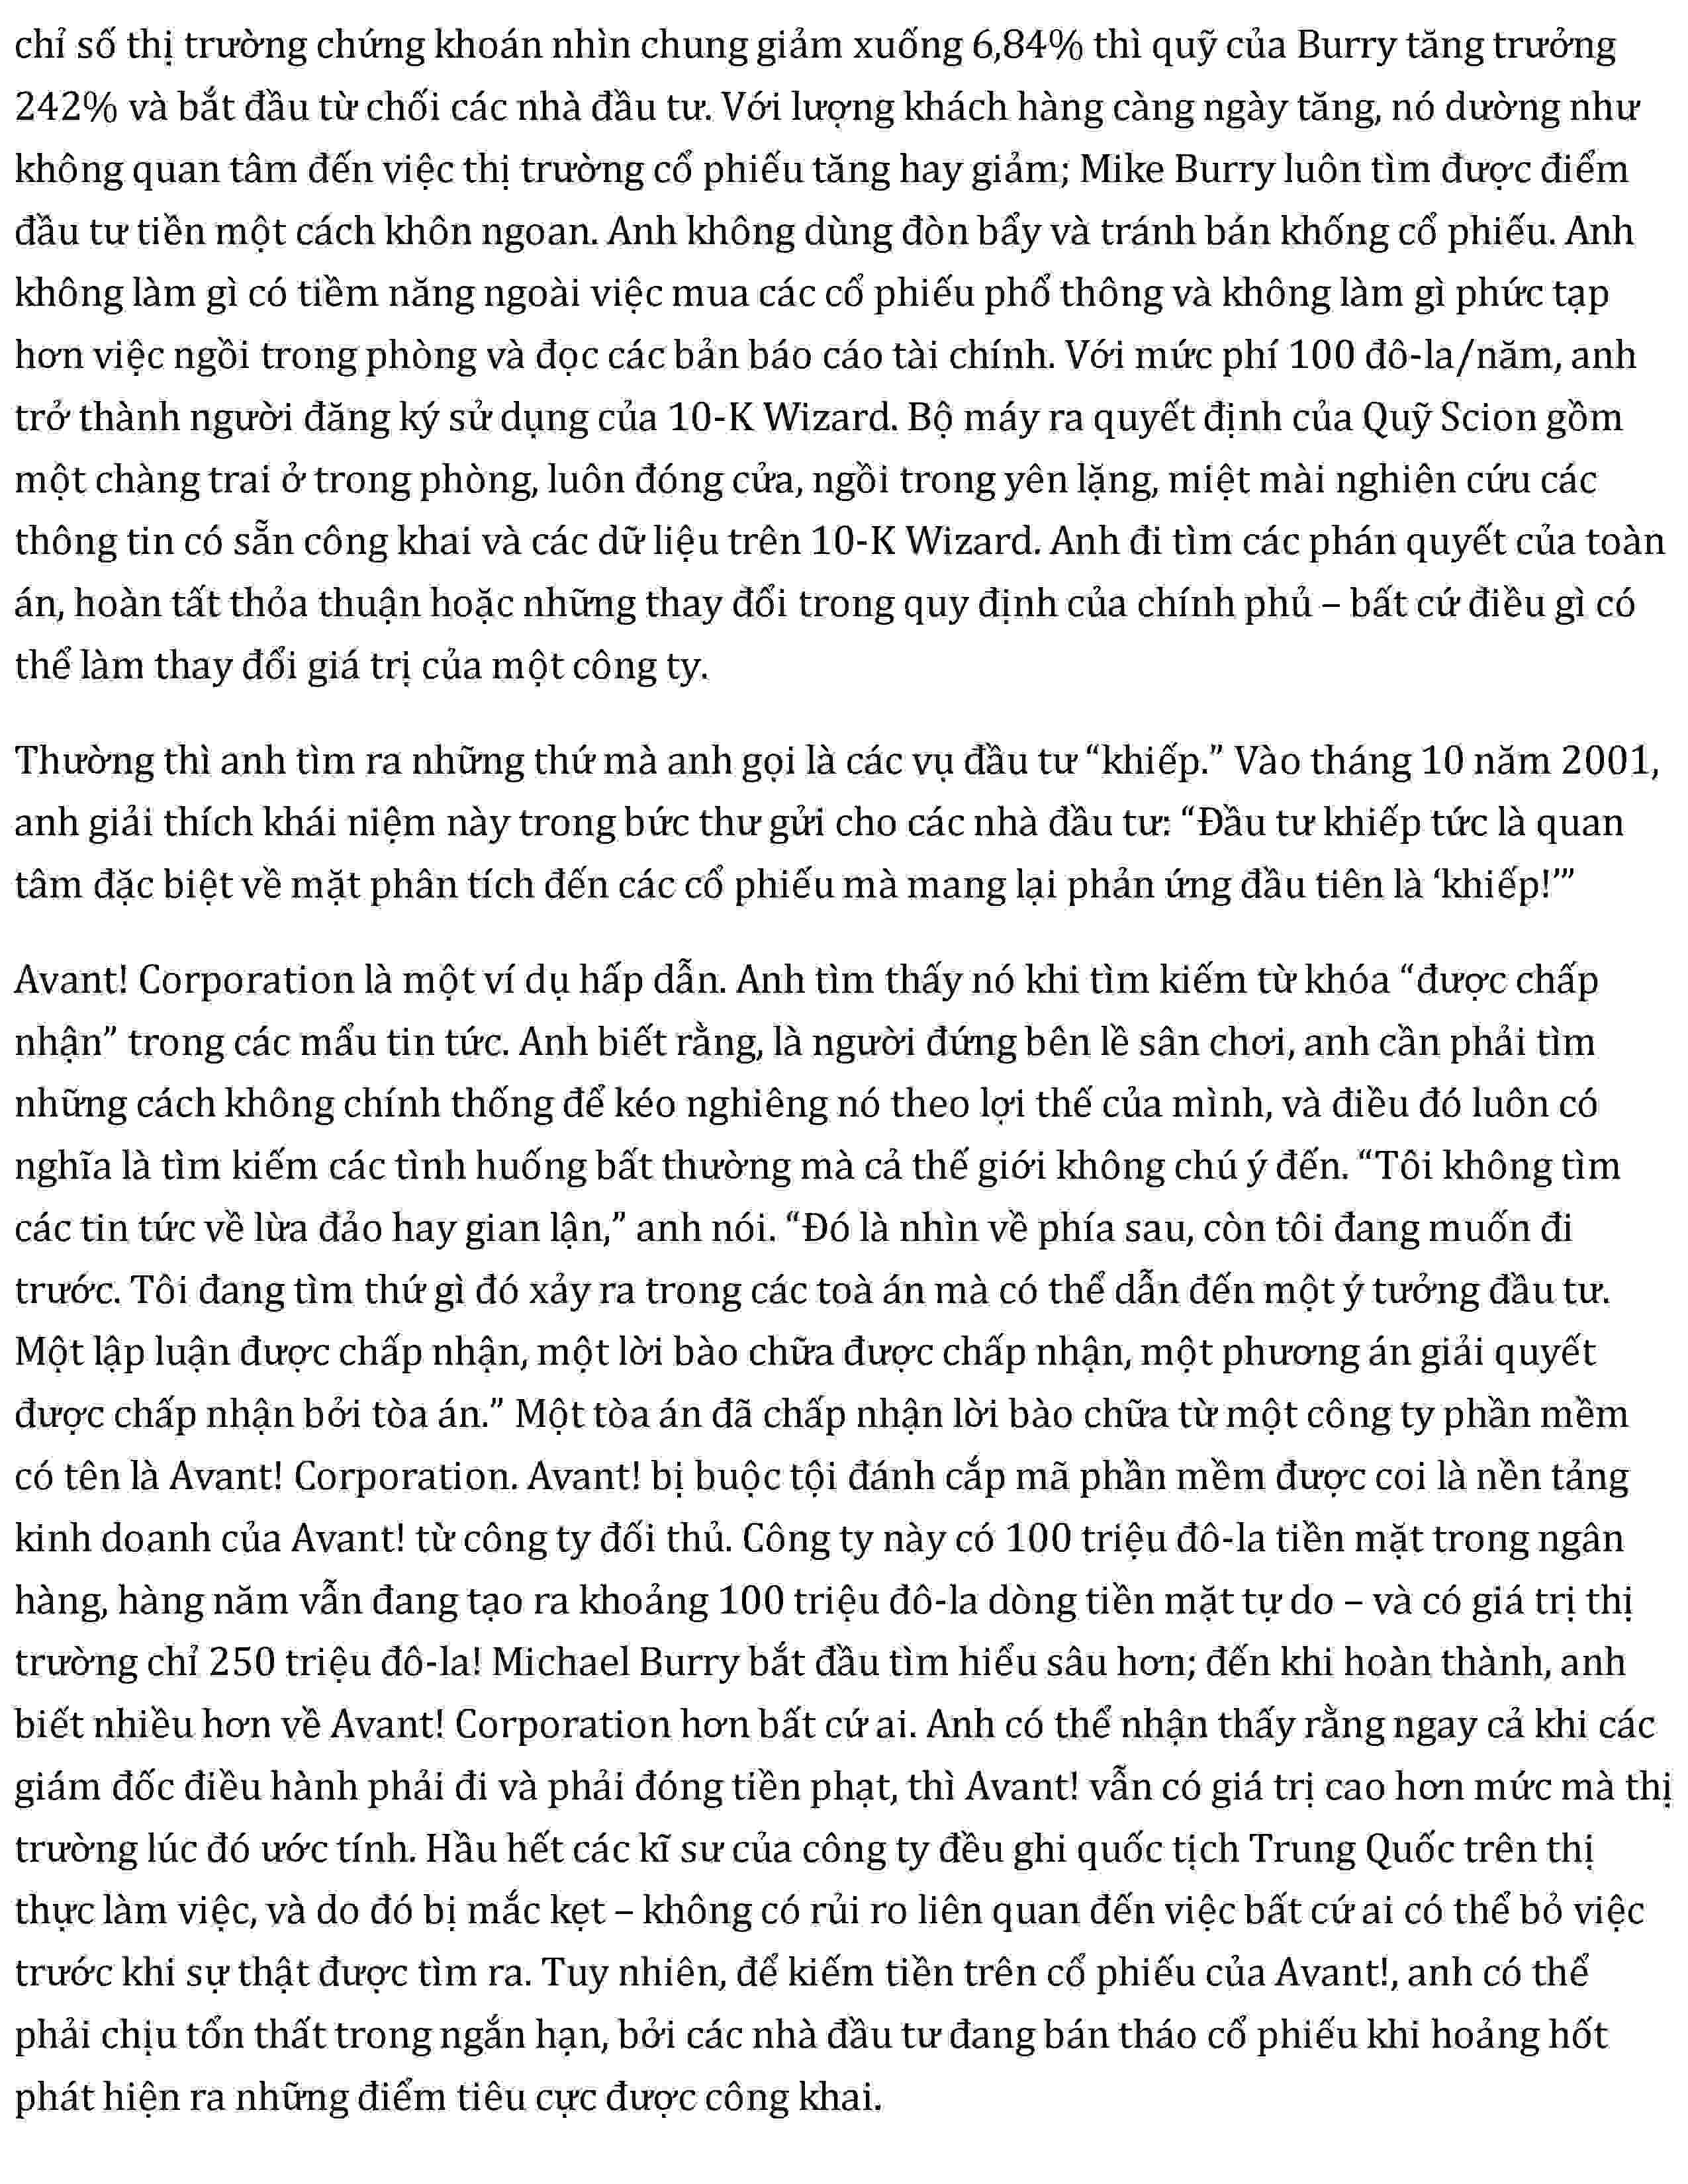 chỉ số thị trường chứng khoán nhìn chung giảm xuống 6,84% thì quỹ của Burry tăng trưởng
242% và bắt đầu từ chối các nhà đầu tư. Với lượng khách hàng càng ngày tăng, nó dường như
không quan tâm đến việc thị trường cổ phiếu tăng hay giảm; Mike Burry luôn tìm được điểm
đầu tư tiền một cách khôn ngoan. Anh không dùng đòn bẩy và tránh bán khống cổ phiếu. Anh
không làm gì có tiềm năng ngoài việc mua các cổ phiếu phổ thông và không làm gì phức tạp
hơn việc ngồi trong phòng và đọc các bản báo cáo tài chính. Với mức phí 100 đô-la/năm, anh
trở thành người đăng ký sử dụng của 10-K Wizard. Bộ máy ra quyết định của Quỹ Scion gồm
một chàng trai ở trong phòng, luôn đóng cửa, ngồi trong yên lặng, miệt mài nghiên cứu các
thông tin có sẵn công khai và các dữ liệu trên 10-K Wizard. Anh đi tìm các phán quyết của toàn
án, hoàn tất thỏa thuận hoặc những thay đổi trong quy định của chính phủ – bất cứ điều gì có
thể làm thay đổi giá trị của một công ty.
Thường thì anh tìm ra những thứ mà anh gọi là các vụ đầu tư “khiếp.” Vào tháng 10 năm 2001,
anh giải thích khái niệm này trong bức thư gửi cho các nhà đầu tư: “Đầu tư khiếp tức là quan
tâm đặc biệt về mặt phân tích đến các cổ phiếu mà mang lại phản ứng đầu tiên là ‘khiếp!’”
Avant! Corporation là một ví dụ hấp dẫn. Anh tìm thấy nó khi tìm kiếm từ khóa “được chấp
nhận” trong các mẩu tin tức. Anh biết rằng, là người đứng bên lề sân chơi, anh cần phải tìm
những cách không chính thống để kéo nghiêng nó theo lợi thế của mình, và điều đó luôn có
nghĩa là tìm kiếm các tình huống bất thường mà cả thế giới không chú ý đến. “Tôi không tìm
các tin tức về lừa đảo hay gian lận,” anh nói. “Đó là nhìn về phía sau, còn tôi đang muốn đi
trước. Tôi đang tìm thứ gì đó xảy ra trong các toà án mà có thể dẫn đến một ý tưởng đầu tư.
Một lập luận được chấp nhận, một lời bào chữa được chấp nhận, một phương án giải quyết
được chấp nhận bởi tòa án.” Một tòa án đã chấp nhận lời bào chữa từ một công ty phần mềm
có tên là Avant! Corporation. Avant! bị buộc tội đánh cắp mã phần mềm được coi là nền tảng
kinh doanh của Avant! từ công ty đối thủ. Công ty này có 100 triệu đô-la tiền mặt trong ngân
hàng, hàng năm vẫn đang tạo ra khoảng 100 triệu đô-la dòng tiền mặt tự do – và có giá trị thị
trường chỉ 250 triệu đô-la! Michael Burry bắt đầu tìm hiểu sâu hơn; đến khi hoàn thành, anh
biết nhiều hơn về Avant! Corporation hơn bất cứ ai. Anh có thể nhận thấy rằng ngay cả khi các
giám đốc điều hành phải đi và phải đóng tiền phạt, thì Avant! vẫn có giá trị cao hơn mức mà thị
trường lúc đó ước tính. Hầu hết các kĩ sư của công ty đều ghi quốc tịch Trung Quốc trên thị
thực làm việc, và do đó bị mắc kẹt – không có rủi ro liên quan đến việc bất cứ ai có thể bỏ việc
trước khi sự thật được tìm ra. Tuy nhiên, để kiếm tiền trên cổ phiếu của Avant!, anh có thể
phải chịu tổn thất trong ngắn hạn, bởi các nhà đầu tư đang bán tháo cổ phiếu khi hoảng hốt
phát hiện ra những điểm tiêu cực được công khai.